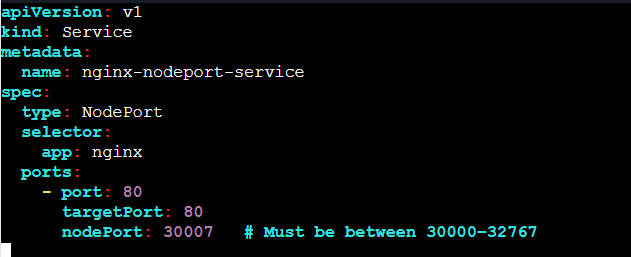 apiVersion: v1
kind: Service
metadata:
  name: nginx-nodeport-service
spec:
  type: NodePort
  selector:
    app: nginx
  ports:
    - port: 80
      targetPort: 80
      nodePort: 30007   # Must be between 30000–32767